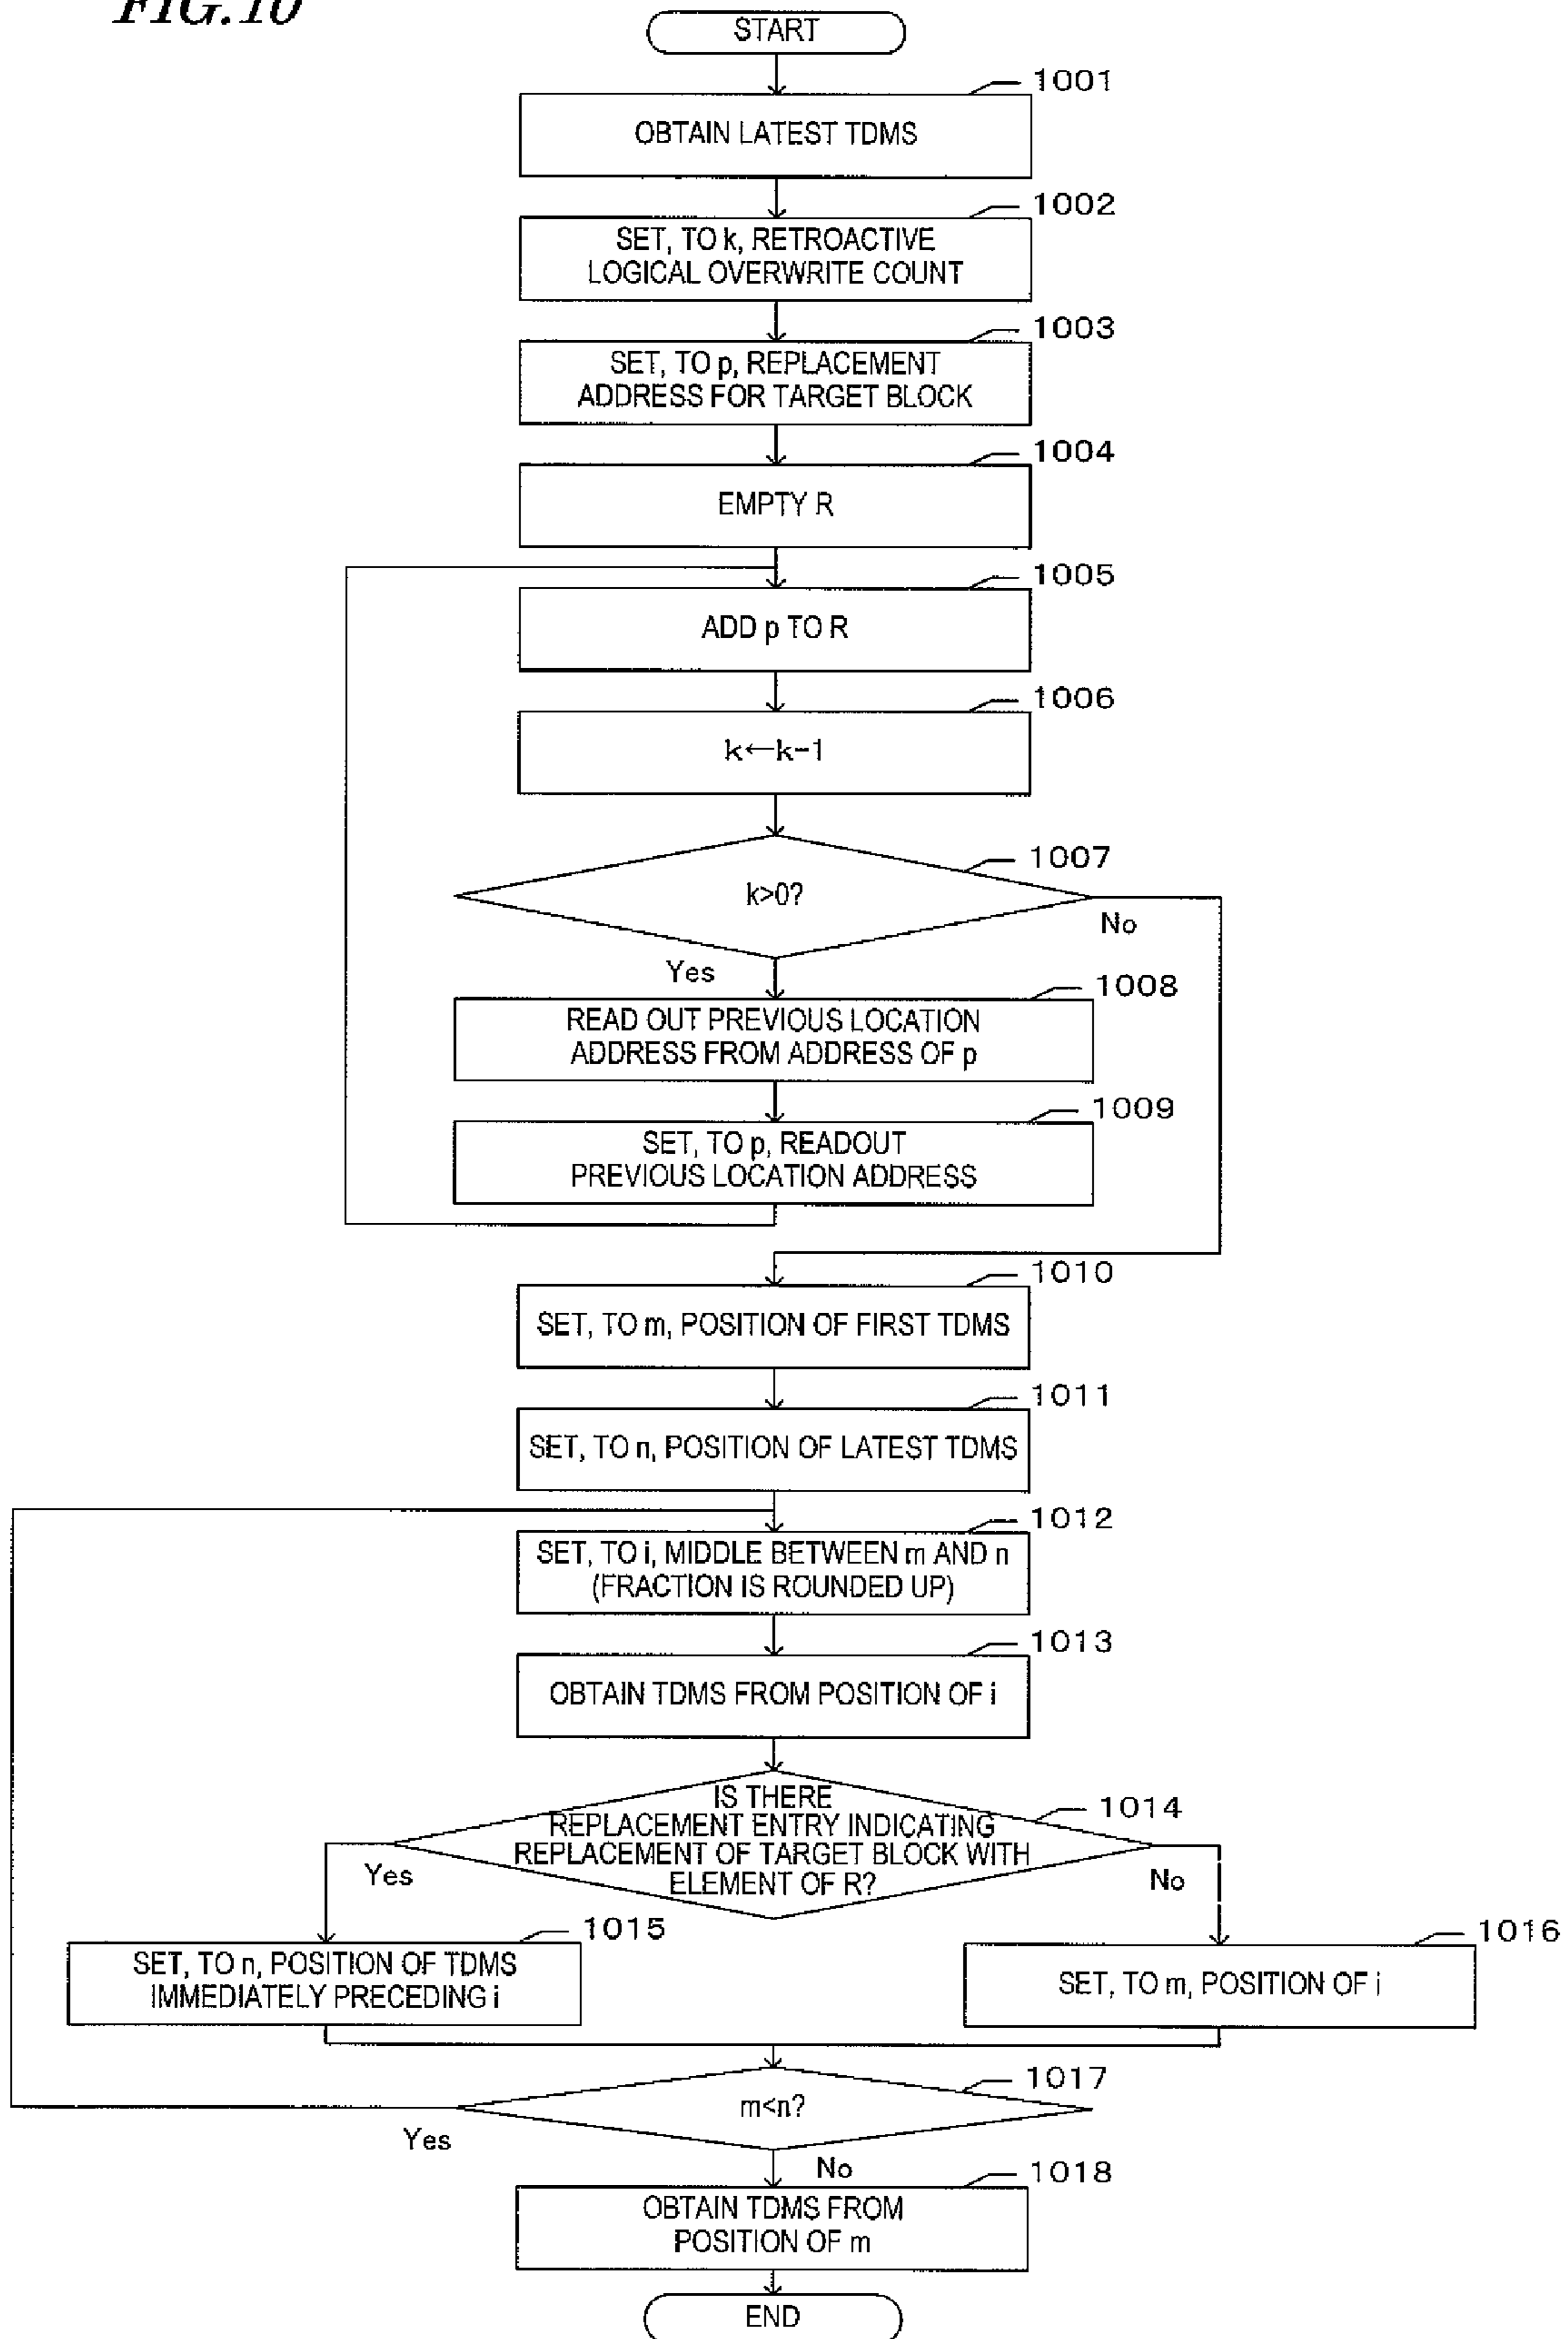 FIG.10
START
1001
OBTAIN LATEST TDMS
1002
SET, TO k, RETROACTIVE
LOGICAL OVERWRITE COUNT
1003
SET, TO p, REPLACEMENT
ADDRESS FOR TARGET BLOCK
1004
EMPTY R
1005
ADD p TO R
1006
k←k-1
1007
k>0?
No
Yes
1008
READ OUT PREVIOUS LOCATION
ADDRESS FROM ADDRESS OF p
1009
SET, TO p, READOUT
PREVIOUS LOCATION ADDRESS
1010
SET, TO m, POSITION OF FIRST TDMS
1011
SET, TO n, POSITION OF LATEST TDMS
1012
SET, TO i, MIDDLE BETWEEN m AND n
(FRACTION IS ROUNDED UP)
1013
OBTAIN TDMS FROM POSITION OF i
1014
IS THERE
REPLACEMENT ENTRY INDICATING
REPLACEMENT OF TARGET BLOCK WITH
ELEMENT OF R?
Yes
No
1015
SET, TO n, POSITION OF TDMS
IMMEDIATELY PRECEDING i
1016
SET, TO m, POSITION OF i
1017
m<n?
Yes
No
1018
OBTAIN TDMS FROM
POSITION OF m
END